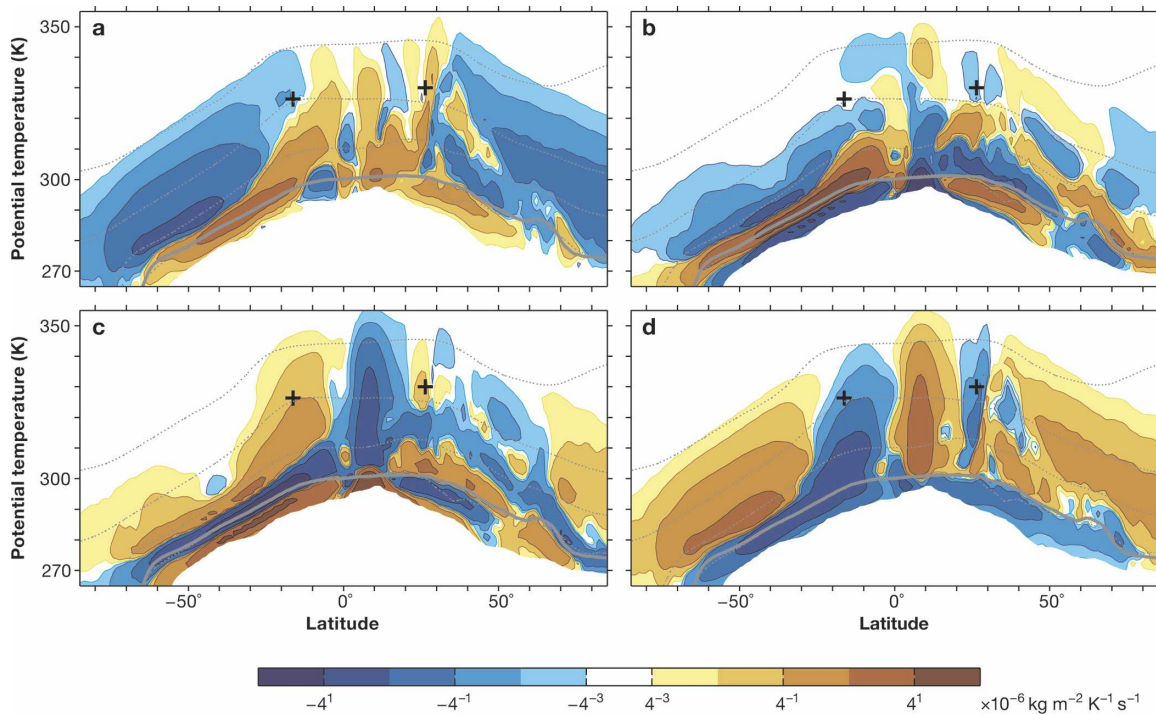 a
b
Potential temperature (K)
350
300
270
c
d
Potential temperature (K)
350
300
270
−50°
0°
50°
−50°
0°
50°
Latitude
Latitude
−4¹
−4⁻¹
−4⁻³
4⁻³
4⁻¹
4¹
×10⁻⁶ kg m⁻² K⁻¹ s⁻¹